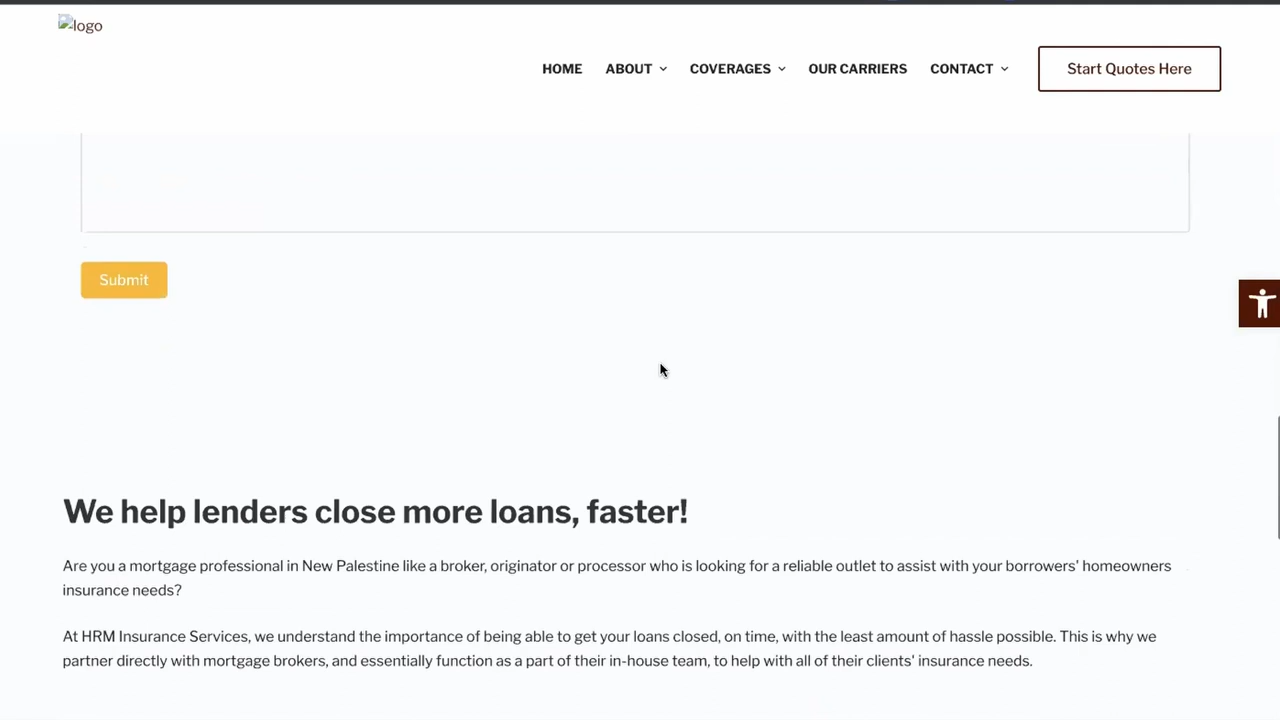 logo
HOME ABOUT COVERAGES OUR CARRIERS CONTACT Start Quotes Here
Submit
We help lenders close more loans, faster!
Are you a mortgage professional in New Palestine like a broker, originator or processor who is looking for a reliable outlet to assist with your borrowers' homeowners
insurance needs?
At HRM Insurance Services, we understand the importance of being able to get your loans closed, on time, with the least amount of hassle possible. This is why we
partner directly with mortgage brokers, and essentially function as a part of their in-house team, to help with all of their clients' insurance needs.